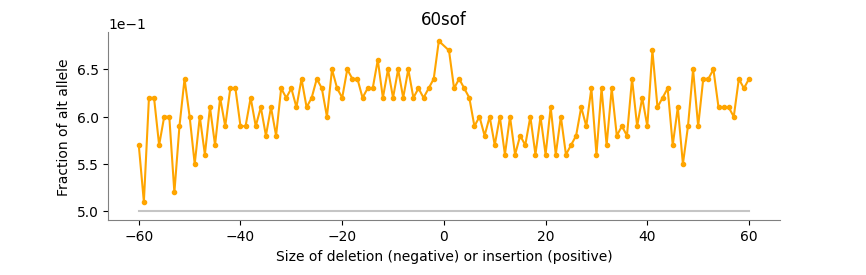 60sof
1e−1
Fraction of alt allele
6.5
6.0
5.5
5.0
−60
−40
−20
0
20
40
60
Size of deletion (negative) or insertion (positive)